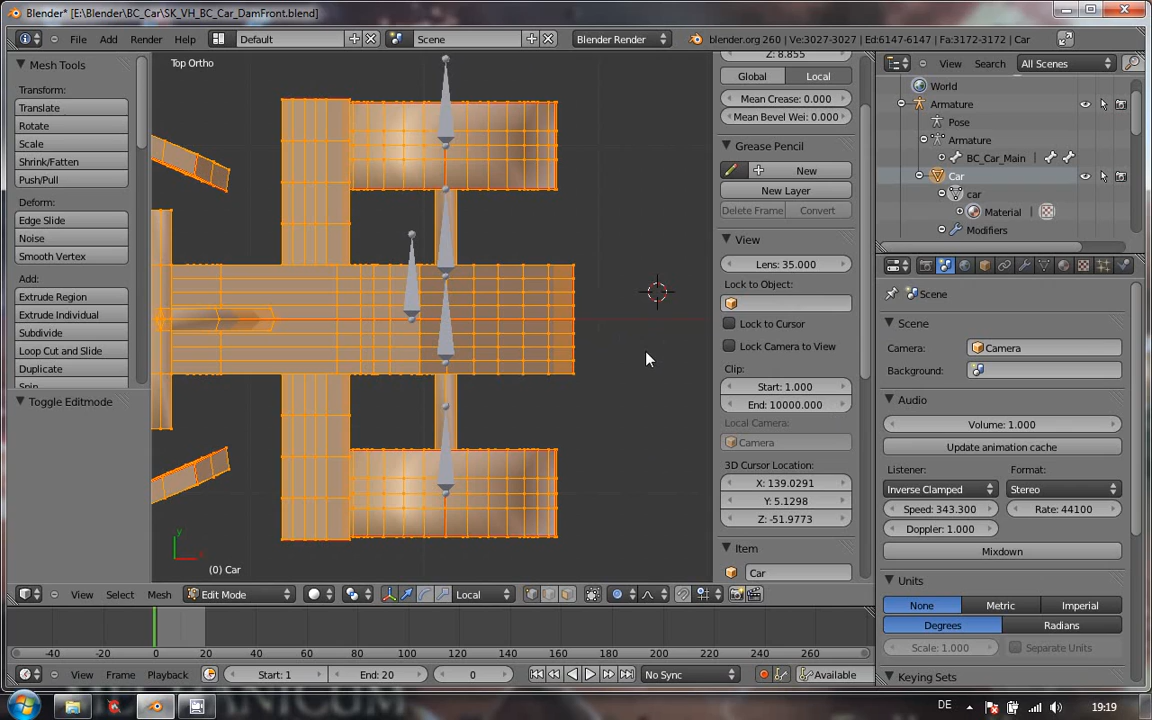 Blender* [E:\Blender\BC_Car\SK_VH_BC_Car_DamFront.blend]
File Add Render Help Default Scene Blender Render blender.org 260 | Ve:3027-3027 | Ed:6147-6147 | Fa:3172-3172 | Car
Mesh Tools
Transform:
Translate
Rotate
Scale
Shrink/Fatten
Push/Pull
Deform:
Edge Slide
Noise
Smooth Vertex
Add:
Extrude Region
Extrude Individual
Subdivide
Loop Cut and Slide
Duplicate
Spin
Toggle Editmode
Top Ortho
y
x
(0) Car
Z: 8.855
Global Local
Mean Crease: 0.000
Mean Bevel Wei: 0.000
Grease Pencil
New
New Layer
Delete Frame Convert
View
Lens: 35.000
Lock to Object:
Lock to Cursor
Lock Camera to View
Clip:
Start: 1.000
End: 10000.000
Local Camera:
Camera
3D Cursor Location:
X: 139.0291
Y: 5.1298
Z: -51.9773
Item
Car
View Search All Scenes
World
Armature
Pose
Armature
BC_Car_Main
Car
car
Material
Modifiers
Scene
Scene
Camera: Camera
Background:
Audio
Volume: 1.000
Update animation cache
Listener: Format:
Inverse Clamped Stereo
Speed: 343.300 Rate: 44100
Doppler: 1.000
Mixdown
Units
None Metric Imperial
Degrees Radians
Scale: 1.000 Separate Units
Keying Sets
View Select Mesh Edit Mode Local
-40 -20 0 20 40 60 80 100 120 140 160 180 200 220 240 260
View Frame Playback Start: 1 End: 20 0 No Sync Available
DE 19:19